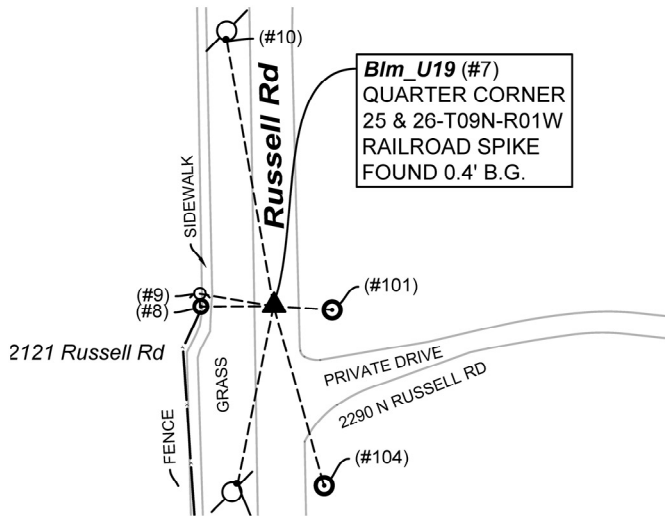 (#10)
Russell Rd
Blm_U19 (#7)
QUARTER CORNER
25 & 26-T09N-R01W
RAILROAD SPIKE
FOUND 0.4' B.G.
SIDEWALK
(#9)
(#8)
(#101)
2121 Russell Rd
PRIVATE DRIVE
2290 N RUSSELL RD
GRASS
FENCE
(#104)